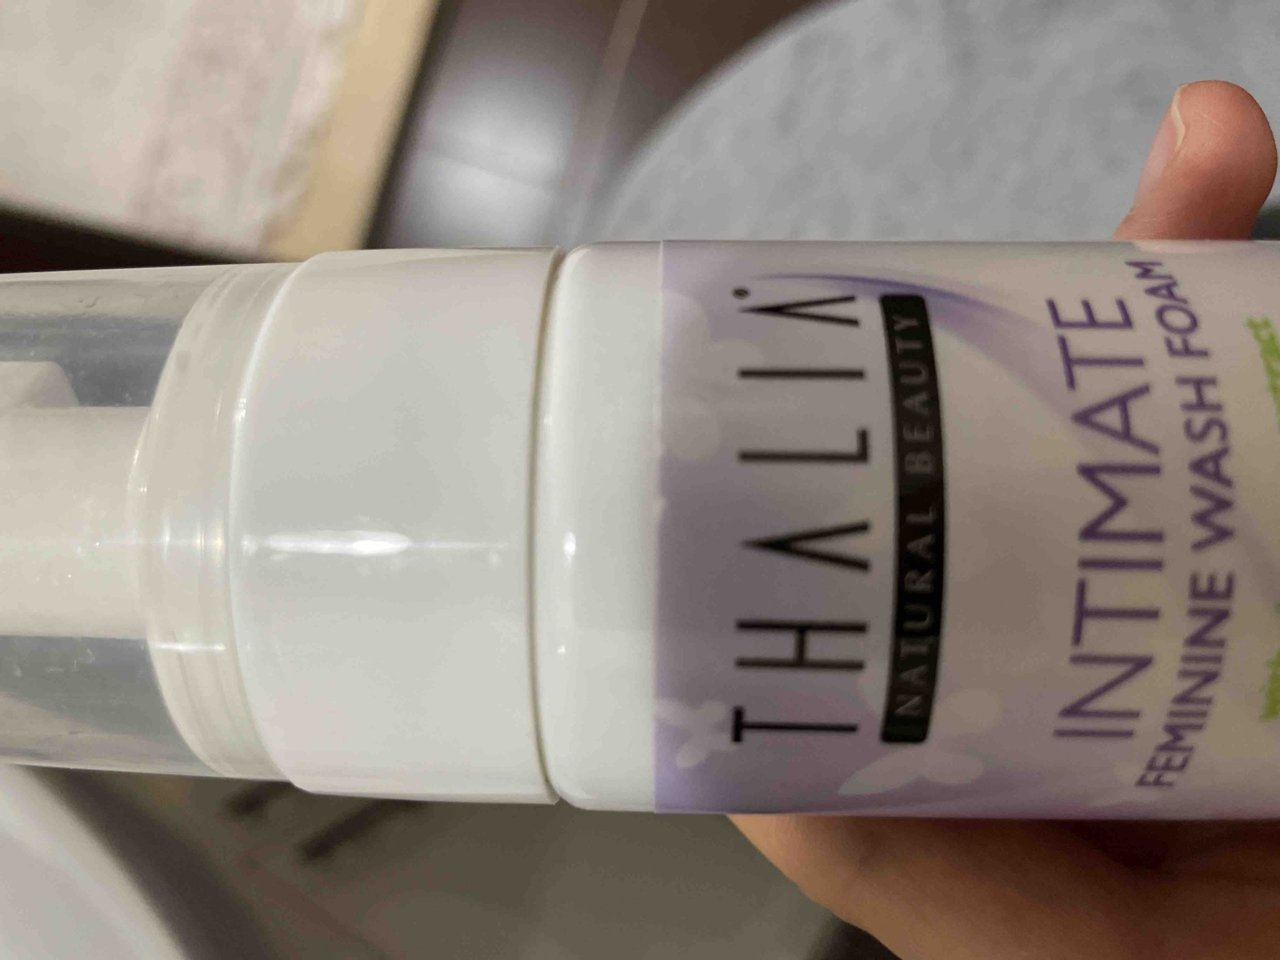 THALIA
NATURAL BEAUTY
INTIMATE
FEMININE WASH FOAM